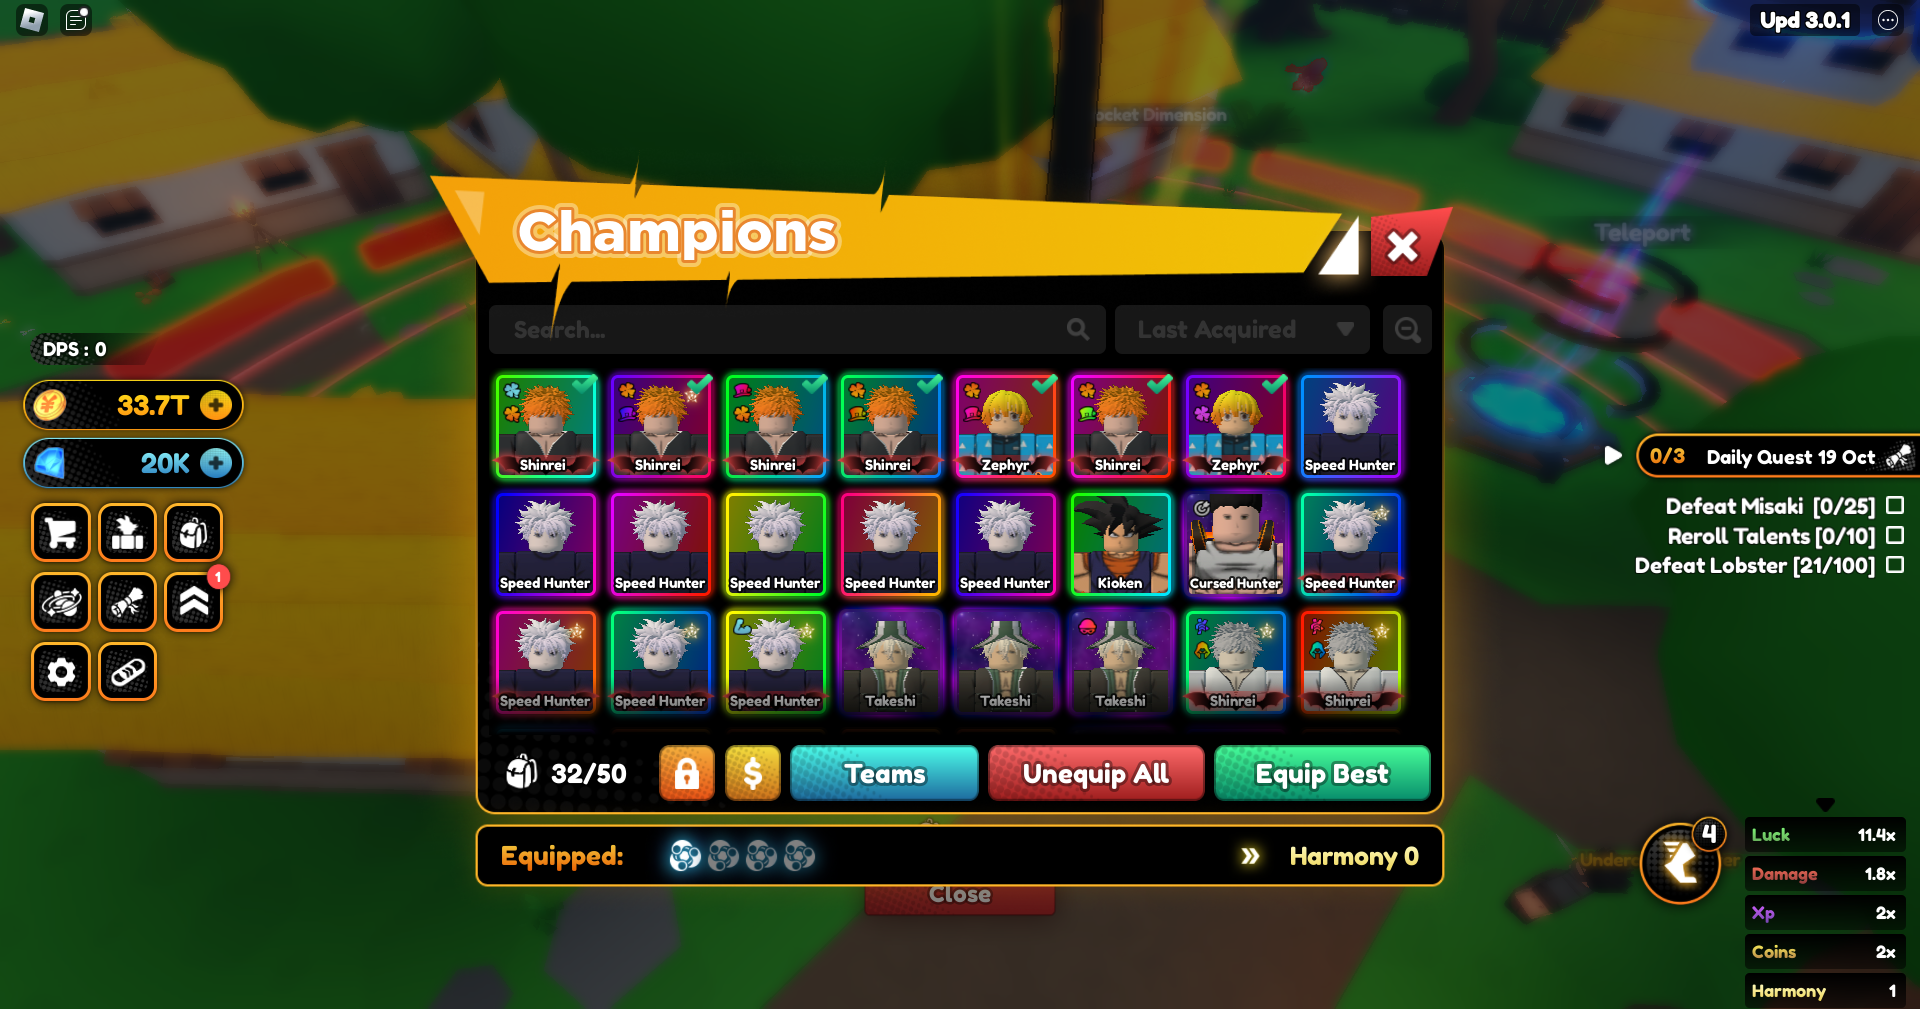 Upd 3.0.1
ocket Dimension
Teleport
Champions
Search...
Last Acquired
DPS : 0
33.7T
20K
1
Shinrei
Shinrei
Shinrei
Shinrei
Zephyr
Shinrei
Zephyr
Speed Hunter
Speed Hunter
Speed Hunter
Speed Hunter
Speed Hunter
Speed Hunter
Kioken
Cursed Hunter
Speed Hunter
Speed Hunter
Speed Hunter
Speed Hunter
Takeshi
Takeshi
Takeshi
Shinrei
Shinrei
0/3 Daily Quest 19 Oct
Defeat Misaki [0/25]
Reroll Talents [0/10]
Defeat Lobster [21/100]
32/50
$
Teams
Unequip All
Equip Best
Equipped:
Harmony 0
Close
4
Luck 11.4x
Damage 1.8x
Xp 2x
Coins 2x
Harmony 1